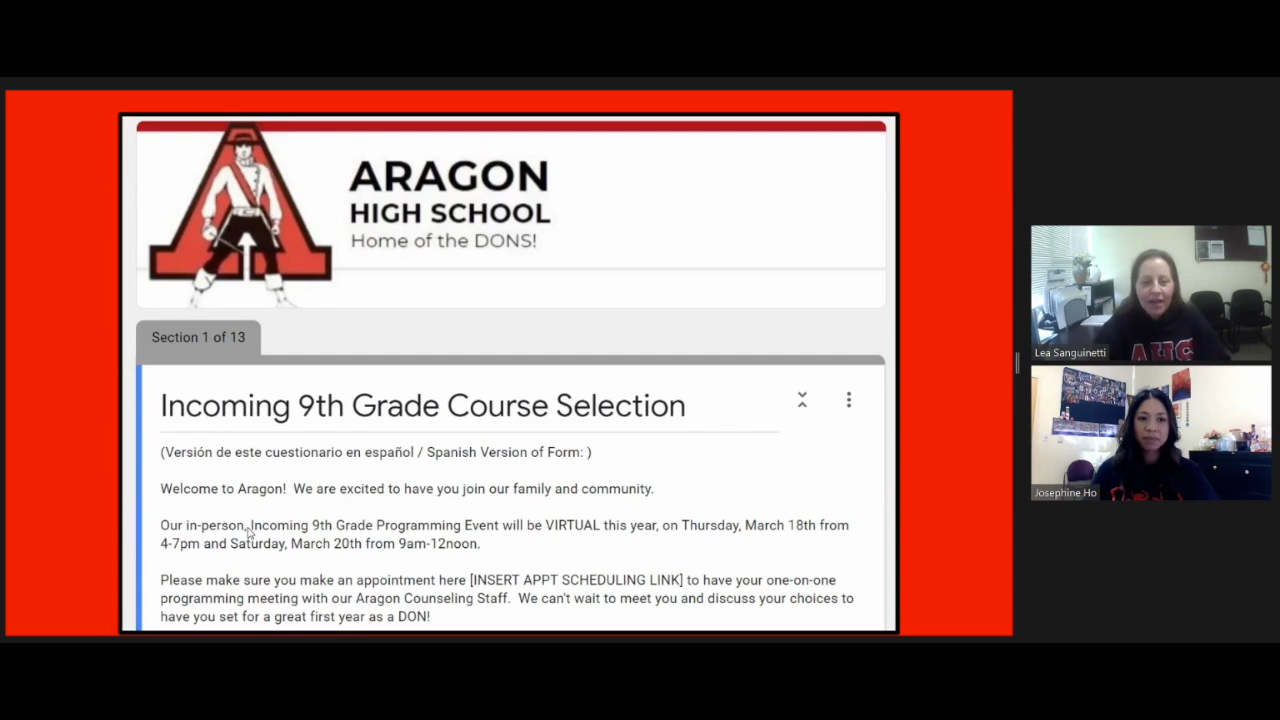 ARAGON
HIGH SCHOOL
Home of the DONS!
Section 1 of 13
Incoming 9th Grade Course Selection
(Versión de este cuestionario en español / Spanish Version of Form: )
Welcome to Aragon!  We are excited to have you join our family and community.
Our in-person, Incoming 9th Grade Programming Event will be VIRTUAL this year, on Thursday, March 18th from
4-7pm and Saturday, March 20th from 9am-12noon.
Please make sure you make an appointment here [INSERT APPT SCHEDULING LINK] to have your one-on-one
programming meeting with our Aragon Counseling Staff.  We can't wait to meet you and discuss your choices to
have you set for a great first year as a DON!
AHS
Lea Sanguinetti
Josephine Ho